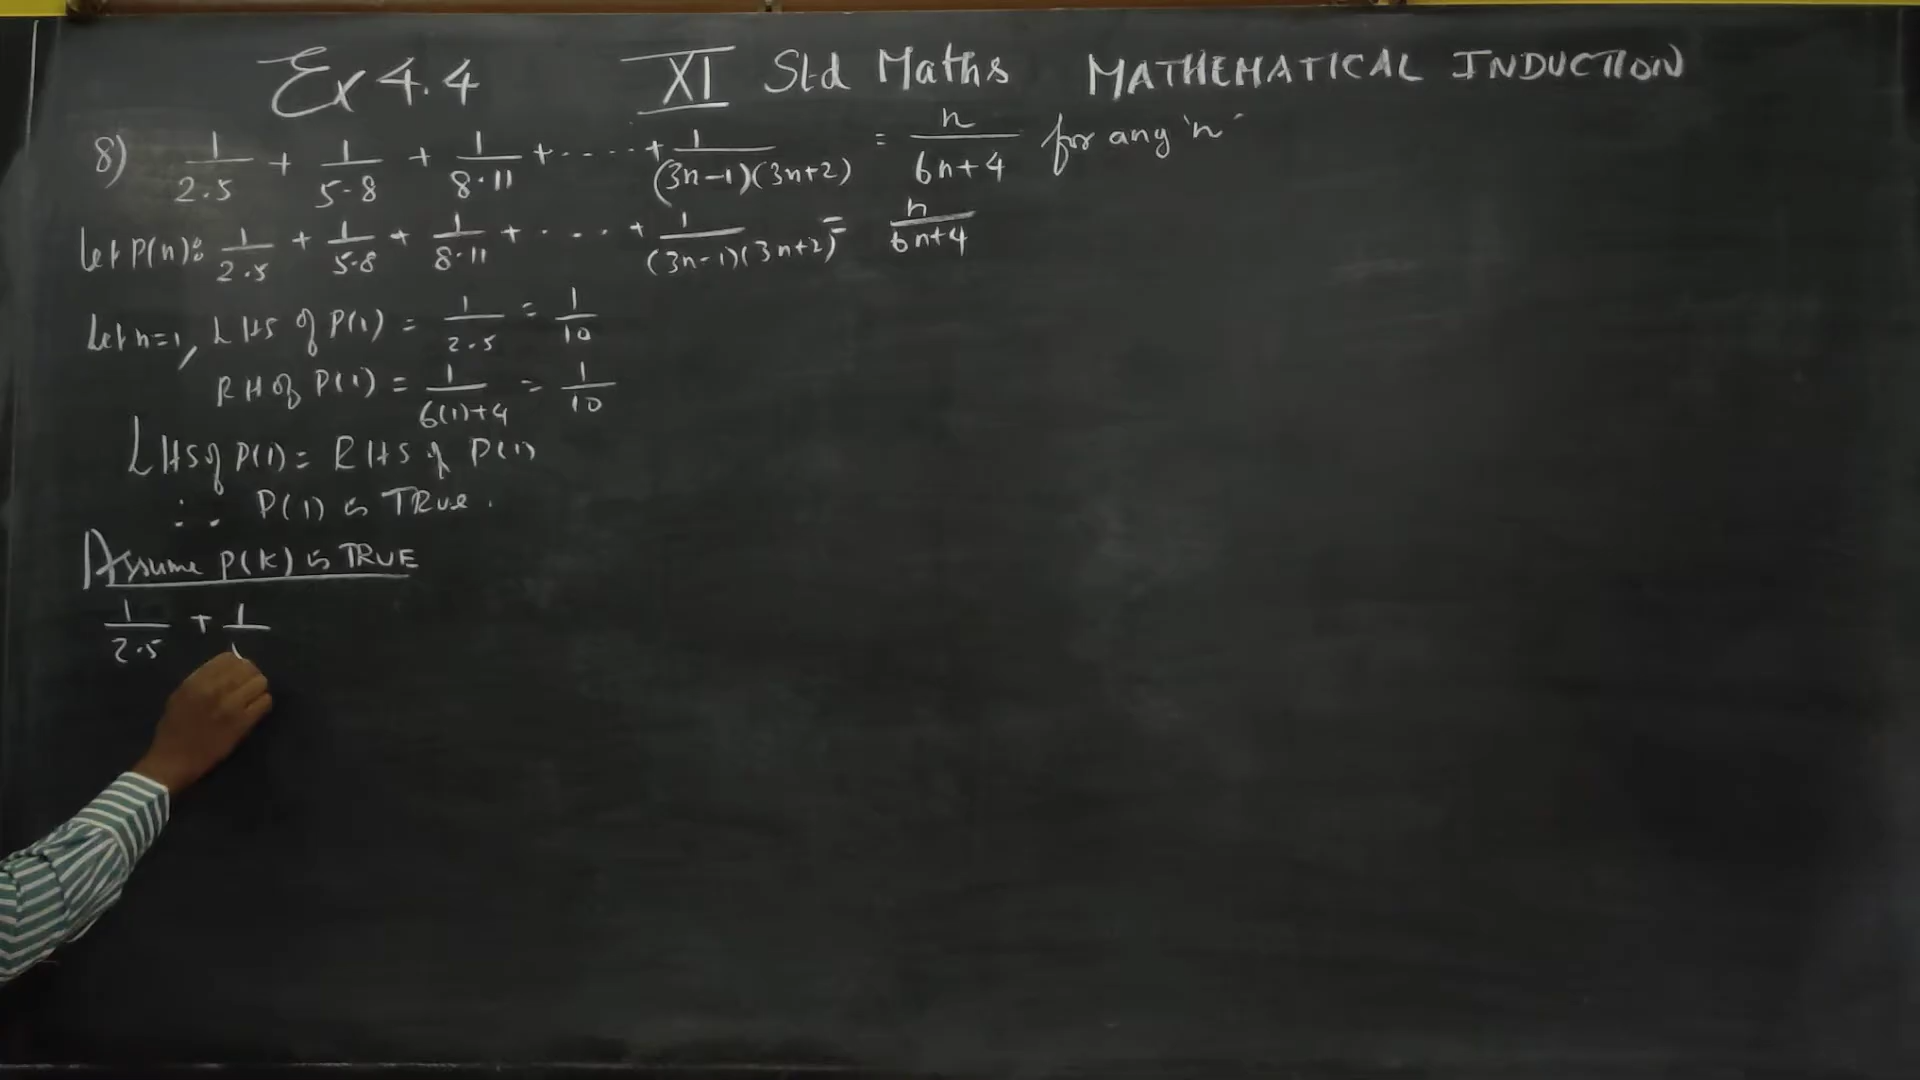 Ex 4.4 XI Std Maths MATHEMATICAL INDUCTION
8) 1/2.5 + 1/5.8 + 1/8.11 + ..... + 1/(3n-1)(3n+2) = n/6n+4 for any 'n'
Let P(n): 1/2.5 + 1/5.8 + 1/8.11 + .... + 1/(3n-1)(3n+2) = n/6n+4
Let n=1, LHS of P(1) = 1/2.5 = 1/10
RH of P(1) = 1/6(1)+4 = 1/10
LHS of P(1) = RHS of P(1)
∴ P(1) is TRue.
Assume P(k) is TRUE
1/2.5 + 1/